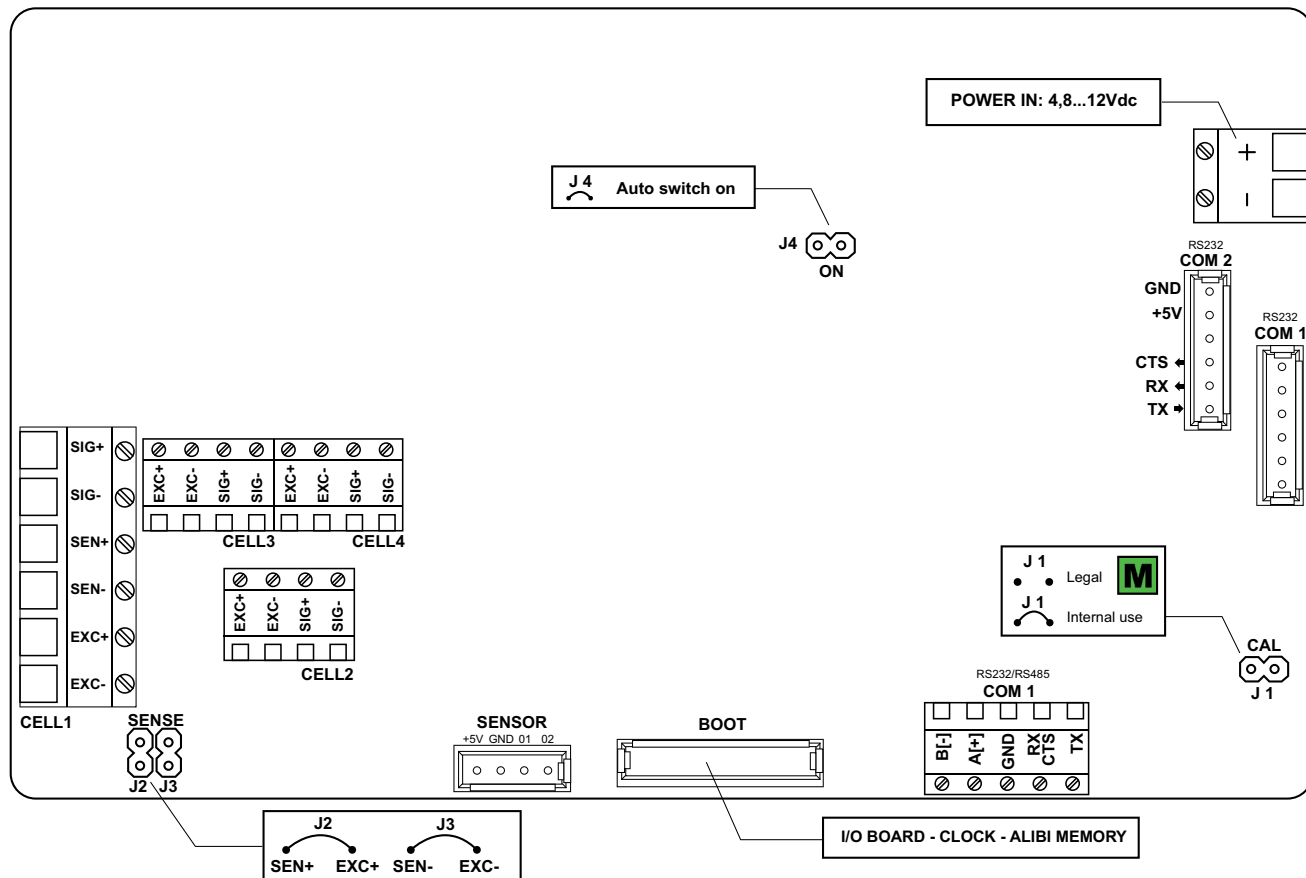 POWER IN: 4,8...12Vdc
+
-
J 4 Auto switch on
J4
ON
RS232
COM 2
GND
+5V
CTS
RX
TX
RS232
COM 1
SIG+
SIG-
SEN+
SEN-
EXC+
EXC-
CELL1
EXC+ EXC- SIG+ SIG- EXC+ EXC- SIG+ SIG-
CELL3 CELL4
EXC+ EXC- SIG+ SIG-
CELL2
J 1 Legal M
J 1 Internal use
CAL
J 1
RS232/RS485
COM 1
B[-] A[+] GND RX CTS TX
SENSE
J2 J3
SENSOR
+5V GND 01 02
BOOT
I/O BOARD - CLOCK - ALIBI MEMORY
J2 J3
SEN+ EXC+ SEN- EXC-